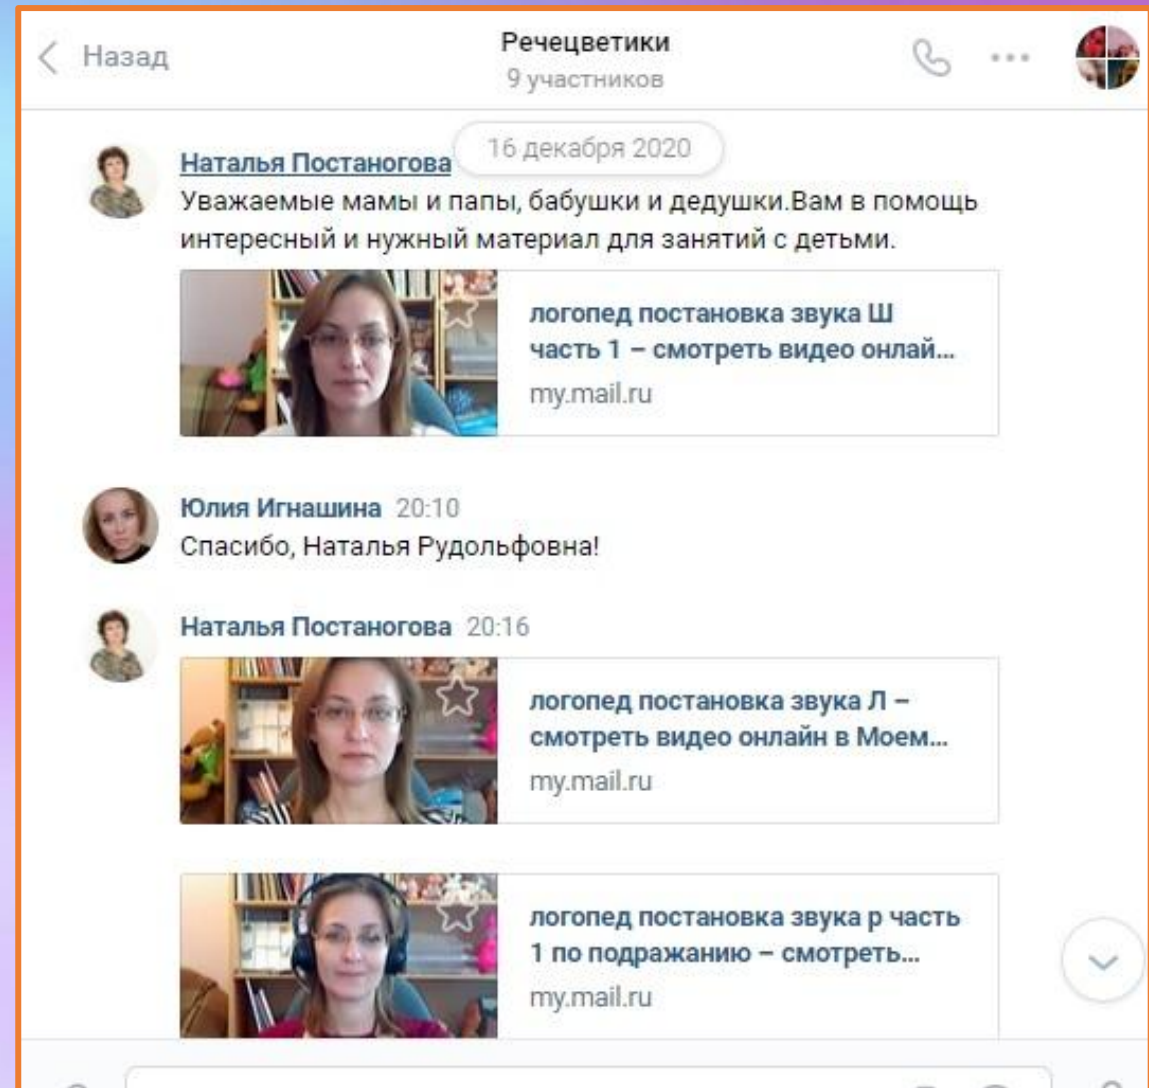 Назад
Речецветики
9 участников
16 декабря 2020
Наталья Постаногова
Уважаемые мамы и папы, бабушки и дедушки.Вам в помощь
интересный и нужный материал для занятий с детьми.
логопед постановка звука Ш
часть 1 – смотреть видео онлай...
my.mail.ru
Юлия Игнашина 20:10
Спасибо, Наталья Рудольфовна!
Наталья Постаногова 20:16
логопед постановка звука Л –
смотреть видео онлайн в Моем...
my.mail.ru
логопед постановка звука р часть
1 по подражанию – смотреть...
my.mail.ru